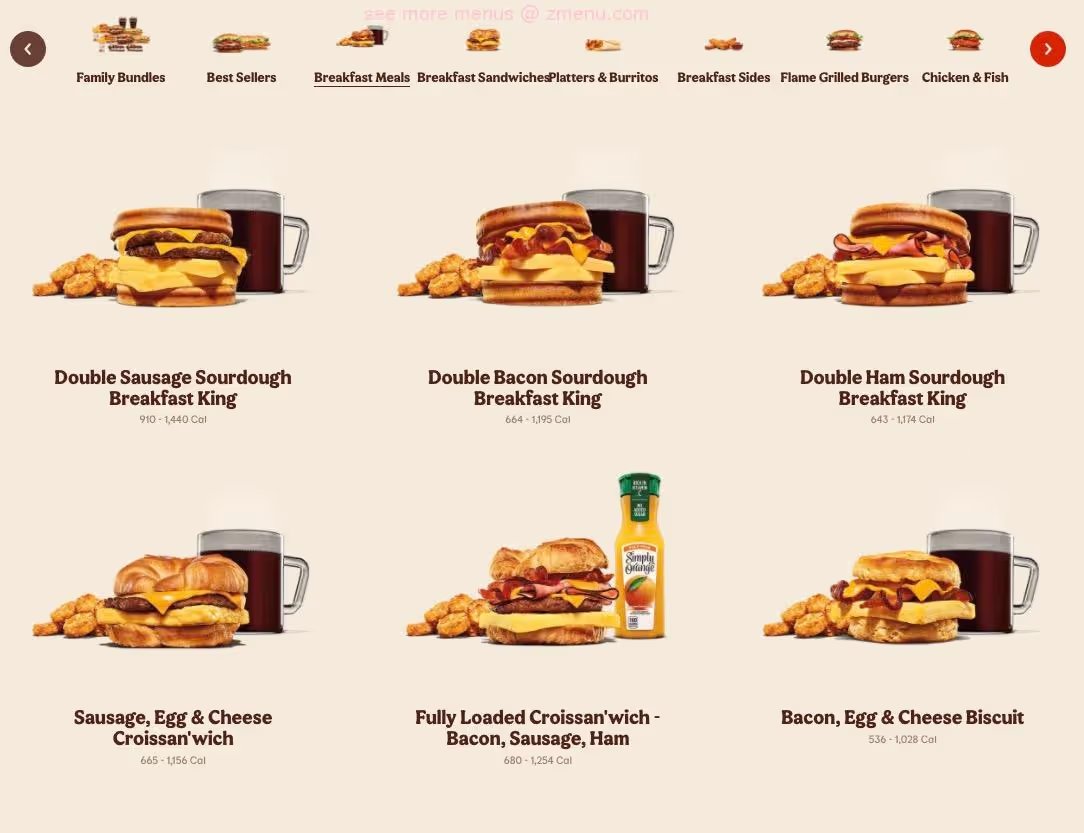 see more menus @ zmenu.com
Family Bundles
Best Sellers
Breakfast Meals
Breakfast Sandwiches
Platters & Burritos
Breakfast Sides
Flame Grilled Burgers
Chicken & Fish
Double Sausage Sourdough
Breakfast King
910 - 1,440 Cal
Double Bacon Sourdough
Breakfast King
664 - 1,195 Cal
Double Ham Sourdough
Breakfast King
643 - 1,174 Cal
Simply
Orange
Sausage, Egg & Cheese
Croissan'wich
665 - 1,156 Cal
Fully Loaded Croissan'wich -
Bacon, Sausage, Ham
680 - 1,254 Cal
Bacon, Egg & Cheese Biscuit
536 - 1,028 Cal